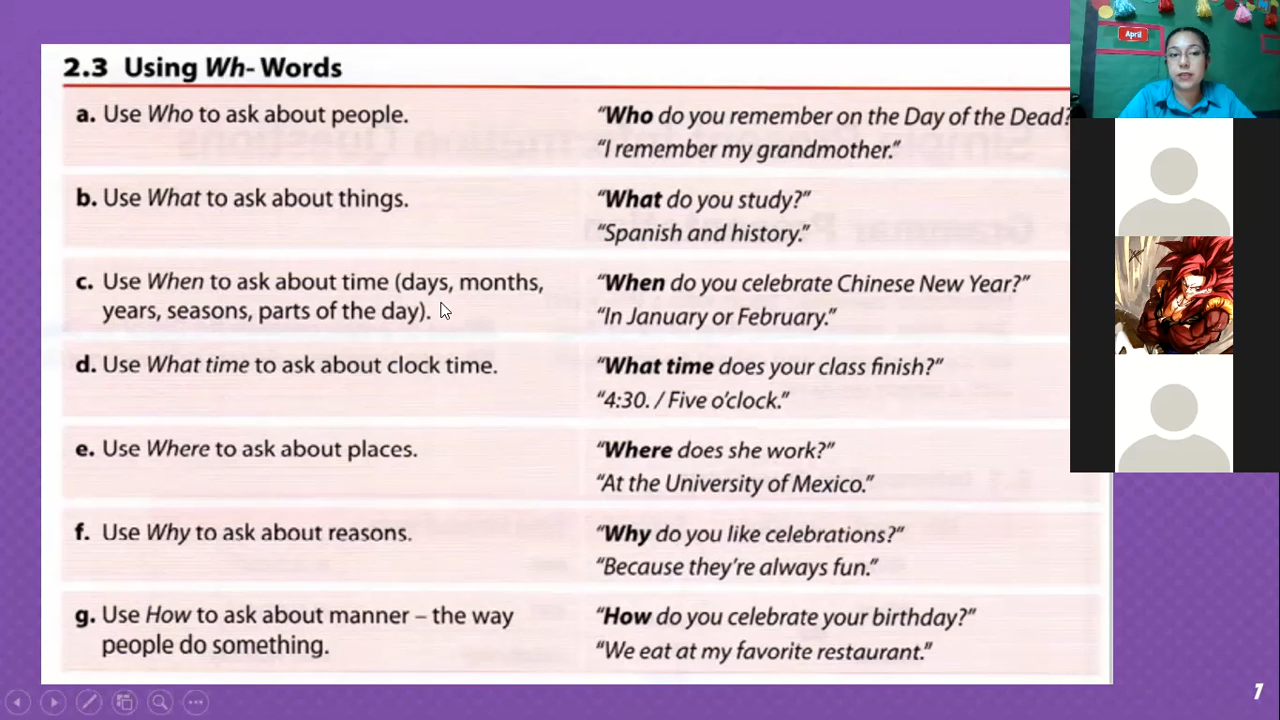 2.3 Using Wh- Words
a. Use Who to ask about people.
"Who do you remember on the Day of the Dead?
"I remember my grandmother."
b. Use What to ask about things.
"What do you study?"
"Spanish and history."
c. Use When to ask about time (days, months,
years, seasons, parts of the day).
"When do you celebrate Chinese New Year?"
"In January or February."
d. Use What time to ask about clock time.
"What time does your class finish?"
"4:30. / Five o'clock."
e. Use Where to ask about places.
"Where does she work?"
"At the University of Mexico."
f. Use Why to ask about reasons.
"Why do you like celebrations?"
"Because they're always fun."
g. Use How to ask about manner – the way
people do something.
"How do you celebrate your birthday?"
"We eat at my favorite restaurant."
April
7